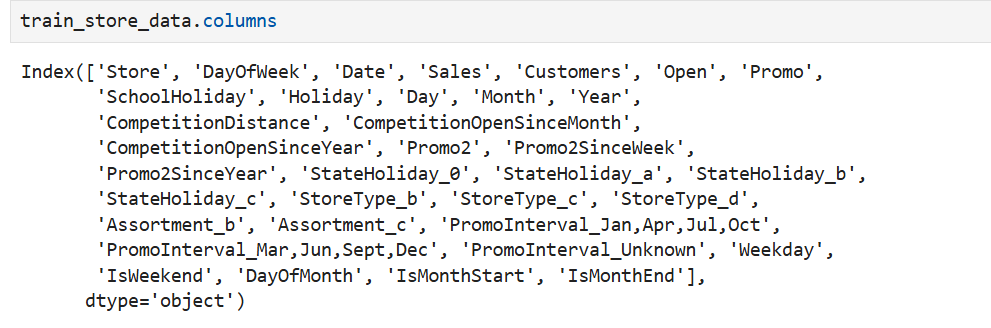 train_store_data.columns
Index(['Store', 'DayOfWeek', 'Date', 'Sales', 'Customers', 'Open', 'Promo',
'SchoolHoliday', 'Holiday', 'Day', 'Month', 'Year',
'CompetitionDistance', 'CompetitionOpenSinceMonth',
'CompetitionOpenSinceYear', 'Promo2', 'Promo2SinceWeek',
'Promo2SinceYear', 'StateHoliday_0', 'StateHoliday_a', 'StateHoliday_b',
'StateHoliday_c', 'StoreType_b', 'StoreType_c', 'StoreType_d',
'Assortment_b', 'Assortment_c', 'PromoInterval_Jan,Apr,Jul,Oct',
'PromoInterval_Mar,Jun,Sept,Dec', 'PromoInterval_Unknown', 'Weekday',
'IsWeekend', 'DayOfMonth', 'IsMonthStart', 'IsMonthEnd'],
dtype='object')